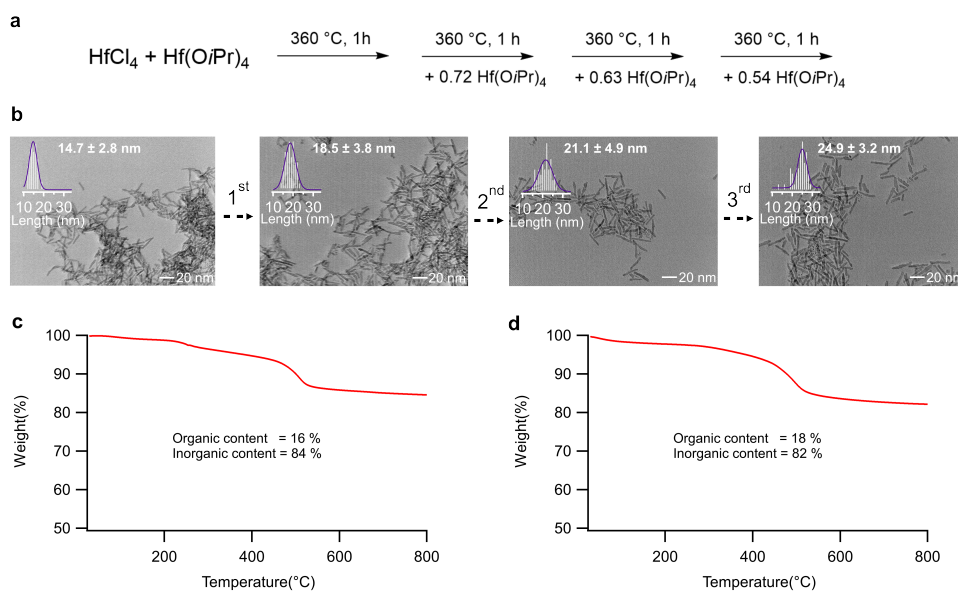 a
HfCl4 + Hf(OiPr)4
360 °C, 1h
360 °C, 1 h
+ 0.72 Hf(OiPr)4
360 °C, 1 h
+ 0.63 Hf(OiPr)4
360 °C, 1 h
+ 0.54 Hf(OiPr)4
b
14.7 ± 2.8 nm
10 20 30
Length (nm)
20 nm
1st
18.5 ± 3.8 nm
10 20 30
Length (nm)
20 nm
2nd
21.1 ± 4.9 nm
10 20 30
Length (nm)
20 nm
3rd
24.9 ± 3.2 nm
10 20 30
Length (nm)
20 nm
c
Weight(%)
100
90
80
70
60
50
Organic content = 16 %
Inorganic content = 84 %
200 400 600 800
Temperature(°C)
d
Weight(%)
100
90
80
70
60
50
Organic content = 18 %
Inorganic content = 82 %
200 400 600 800
Temperature(°C)